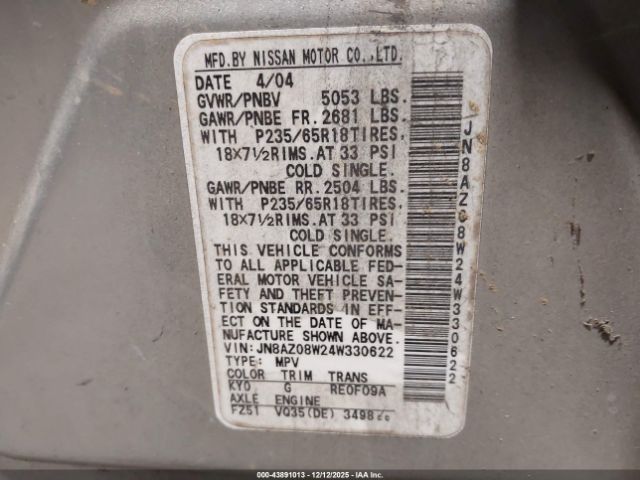 MFD.BY NISSAN MOTOR CO.,LTD.
DATE 4/04
GVWR/PNBV 5053 LBS.
GAWR/PNBE FR. 2681 LBS.
WITH P235/65R18TIRES,
18X7½RIMS.AT 33 PSI
COLD SINGLE.
GAWR/PNBE RR. 2504 LBS.
WITH P235/65R18TIRES,
18X7½RIMS.AT 33 PSI
COLD SINGLE.
THIS VEHICLE CONFORMS
TO ALL APPLICABLE FED-
ERAL MOTOR VEHICLE SA-
FETY AND THEFT PREVEN-
TION STANDARDS IN EFF-
ECT ON THE DATE OF MA-
NUFACTURE SHOWN ABOVE.
VIN: JN8AZ08W24W330622
TYPE: MPV
COLOR TRIM TRANS
KY0 G RE0F09A
AXLE ENGINE
FZ51 VQ35(DE) 3498cc
JN8AZ08W24W330622
000-43891013 - 12/12/2025 - ©COPYRIGHT IAA, LLC